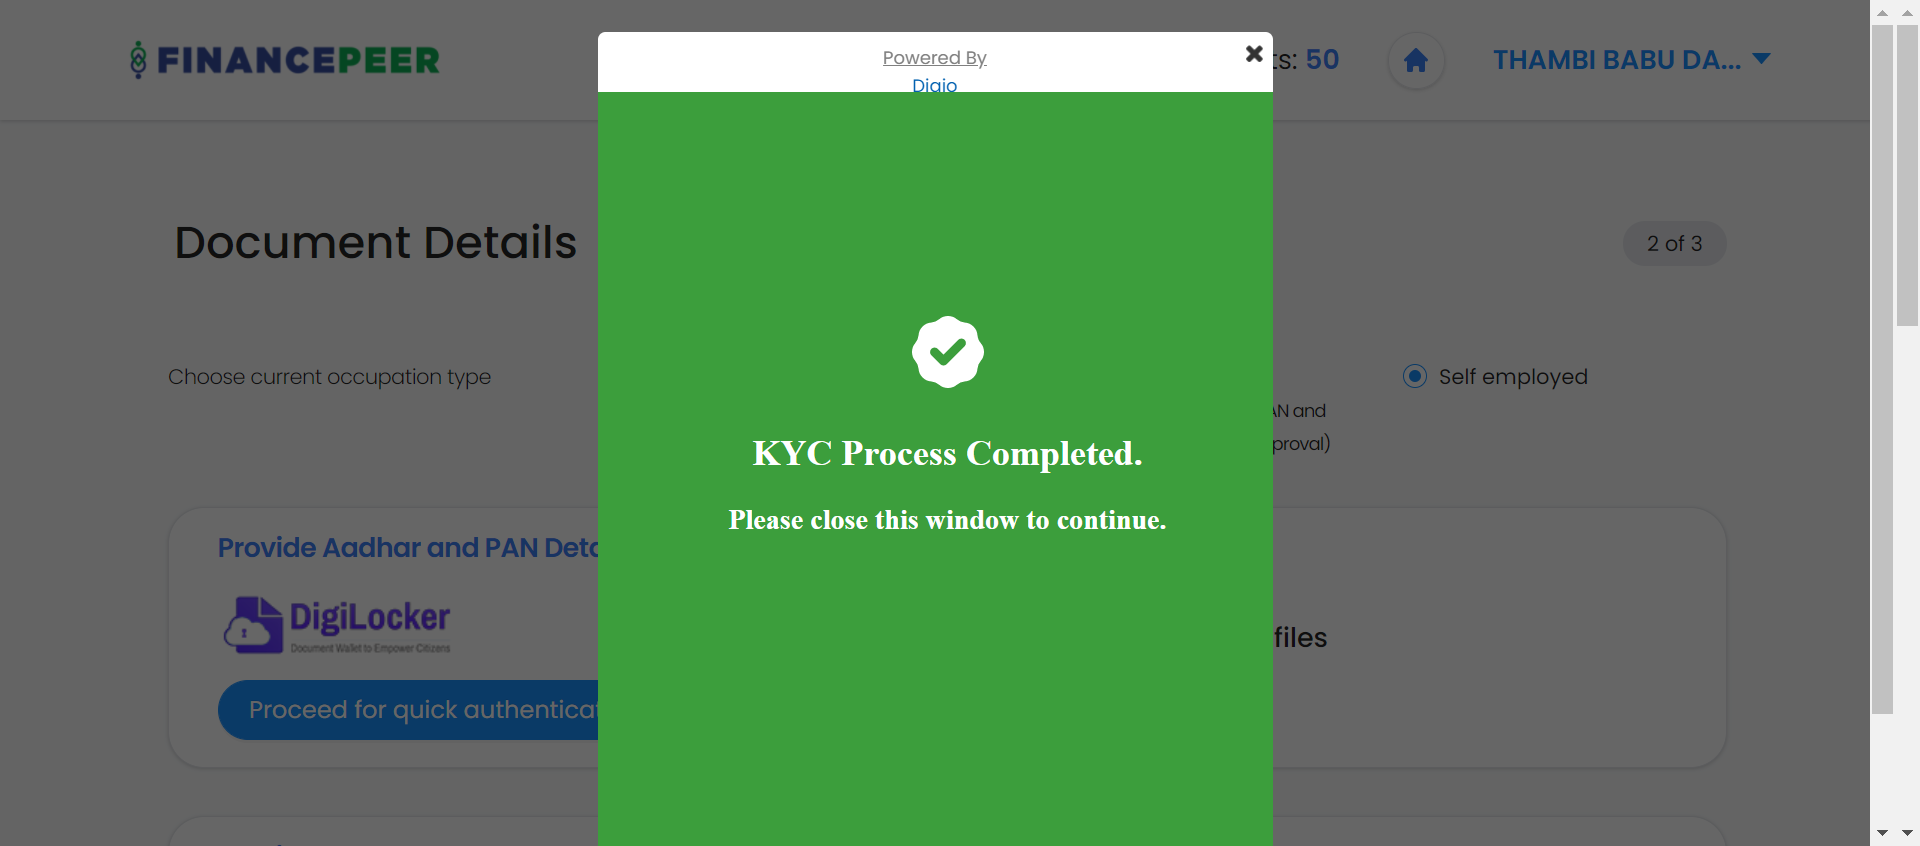 FINANCEPEER
Powered By
Digio
ts: 50
THAMBI BABU DA...
Document Details
2 of 3
Choose current occupation type
Self employed
AN and
proval)
KYC Process Completed.
Please close this window to continue.
Provide Aadhar and PAN Deta
DigiLocker
Document Wallet to Empower Citizens
files
Proceed for quick authenticat